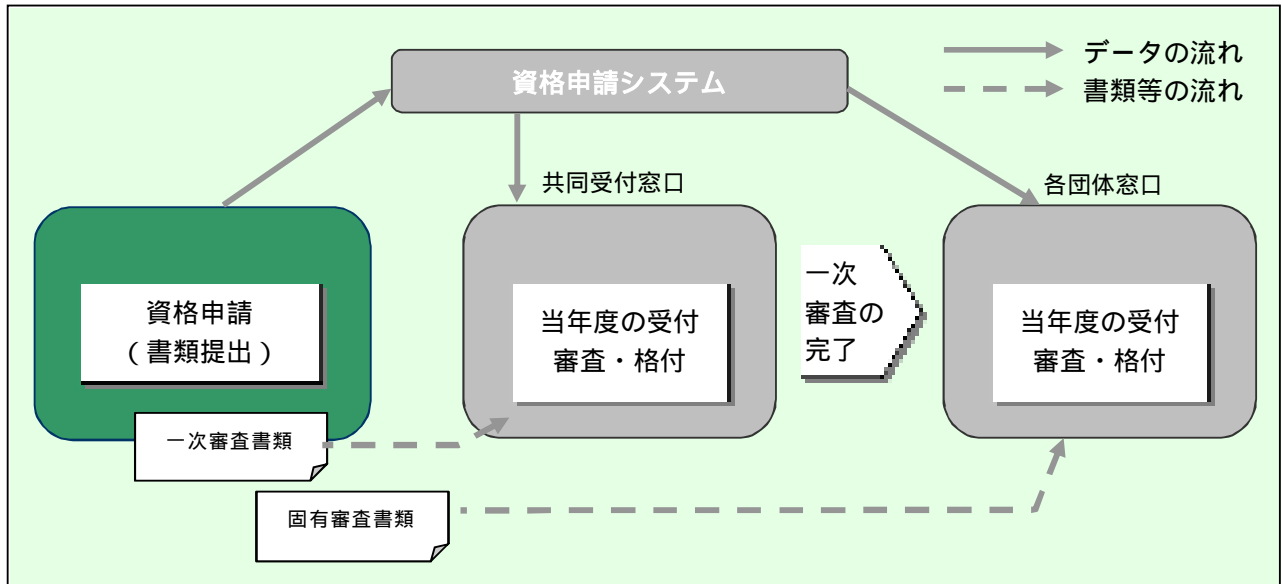 資格申請システム
データの流れ
書類等の流れ
共同受付窓口
各団体窓口
資格申請
(書類提出)
当年度の受付
審査・格付
一次
審査の
完了
当年度の受付
審査・格付
一次審査書類
固有審査書類